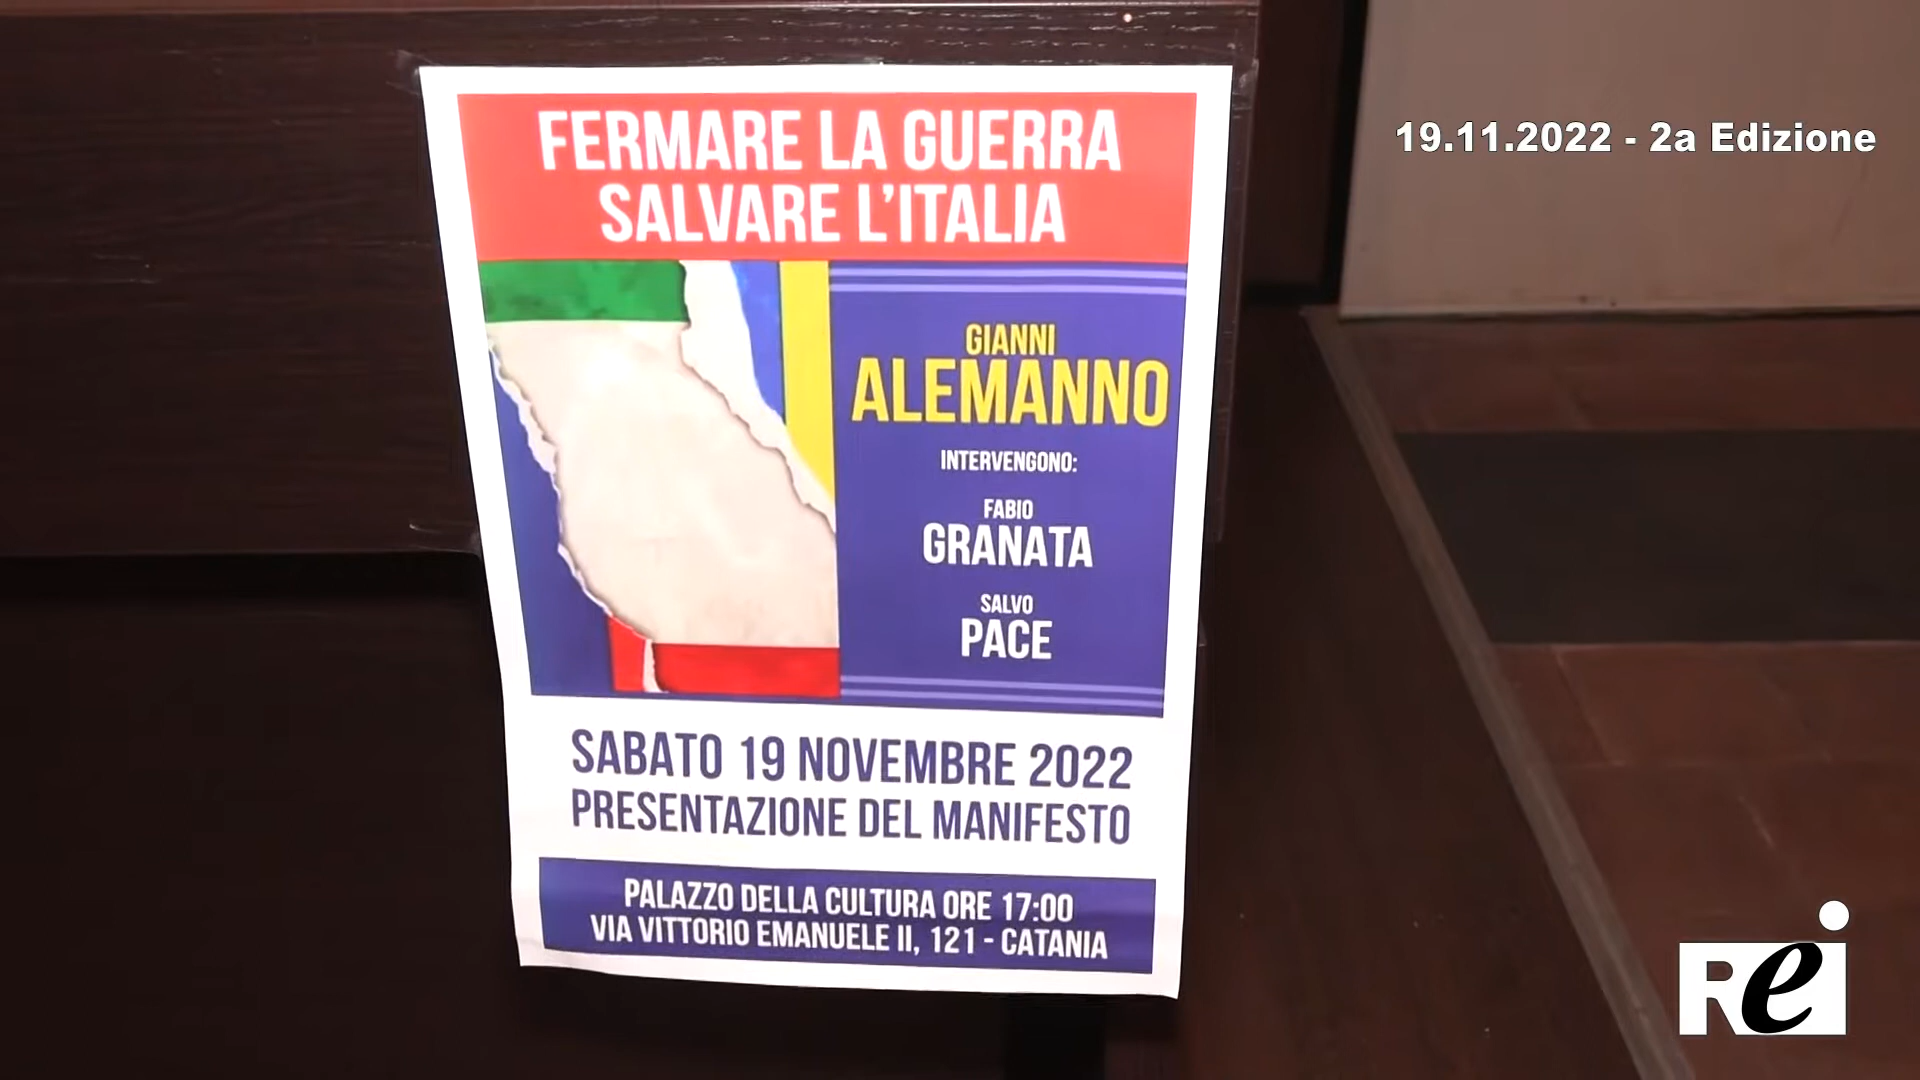 FERMARE LA GUERRA
SALVARE L'ITALIA
GIANNI
ALEMANNO
INTERVENGONO:
FABIO
GRANATA
SALVO
PACE
SABATO 19 NOVEMBRE 2022
PRESENTAZIONE DEL MANIFESTO
PALAZZO DELLA CULTURA ORE 17:00
VIA VITTORIO EMANUELE II, 121 - CATANIA
19.11.2022 - 2a Edizione
Rei